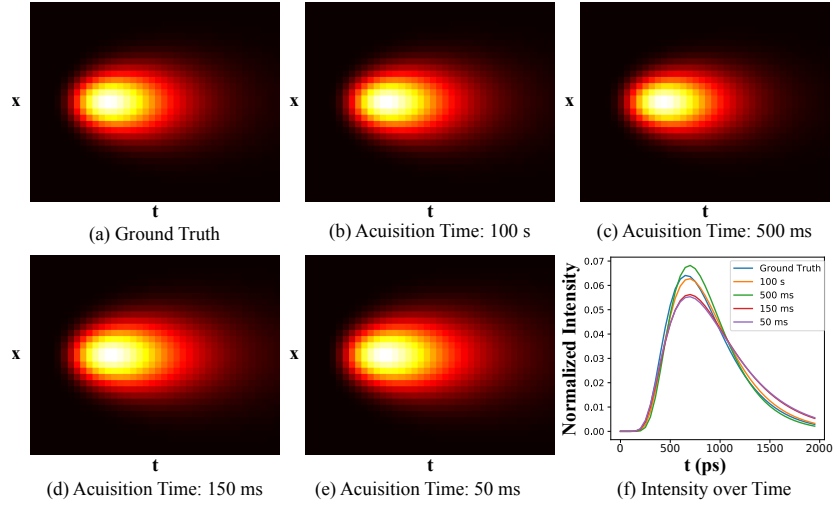 x
t
(a) Ground Truth
t
(b) Acuisition Time: 100 s
x
t
(c) Acuisition Time: 500 ms
x
x
t
(d) Acuisition Time: 150 ms
x
t
(e) Acuisition Time: 50 ms
Normalized Intensity
0.07
0.06
0.05
0.04
0.03
0.02
0.01
0.00
Ground Truth
100 s
500 ms
150 ms
50 ms
0
500
1000
1500
2000
t (ps)
(f) Intensity over Time